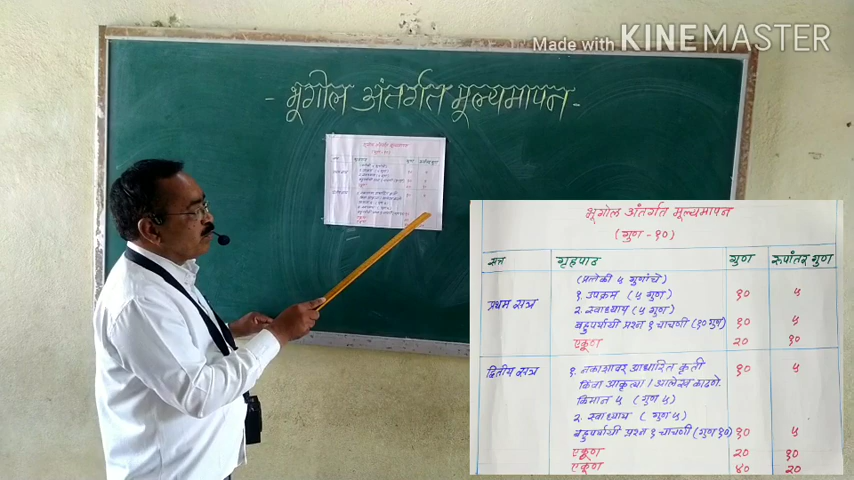 Made with KINEMASTER
- भूगोल अंतर्गत मूल्यमापन -
भूगोल अंतर्गत मूल्यमापन
(गुण - १०)
सत्र गृहपाठ गुण रुपांतर गुण
(प्रत्येकी ५ गुणांचे)
१. उपक्रम (५ गुण) १० ५
प्रथम सत्र २. स्वाध्याय (५ गुण)
बहुपर्यायी प्रश्न १ चाचणी (१० गुण) १० ५
एकूण २० १०
द्वितीय सत्र १. नकाशावर आधारित कृती १० ५
किंवा आकृत्या / आलेख काढणे.
किमान ५ (गुण ५)
२. स्वाध्याय (गुण ५)
बहुपर्यायी प्रश्न १ चाचणी (गुण १०) १० ५
एकूण २० १०
एकूण ४० २०